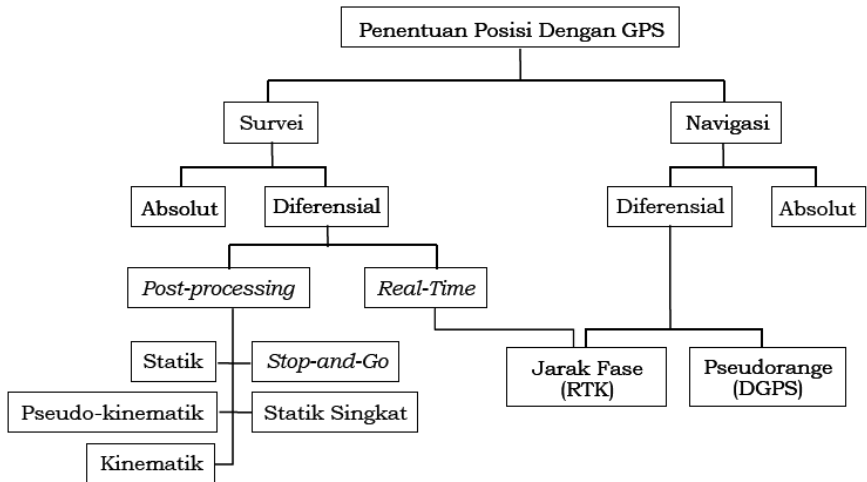 Penentuan Posisi Dengan GPS
Survei
Navigasi
Absolut
Diferensial
Diferensial
Absolut
Post-processing
Real-Time
Statik
Stop-and-Go
Jarak Fase
(RTK)
Pseudorange
(DGPS)
Pseudo-kinematik
Statik Singkat
Kinematik